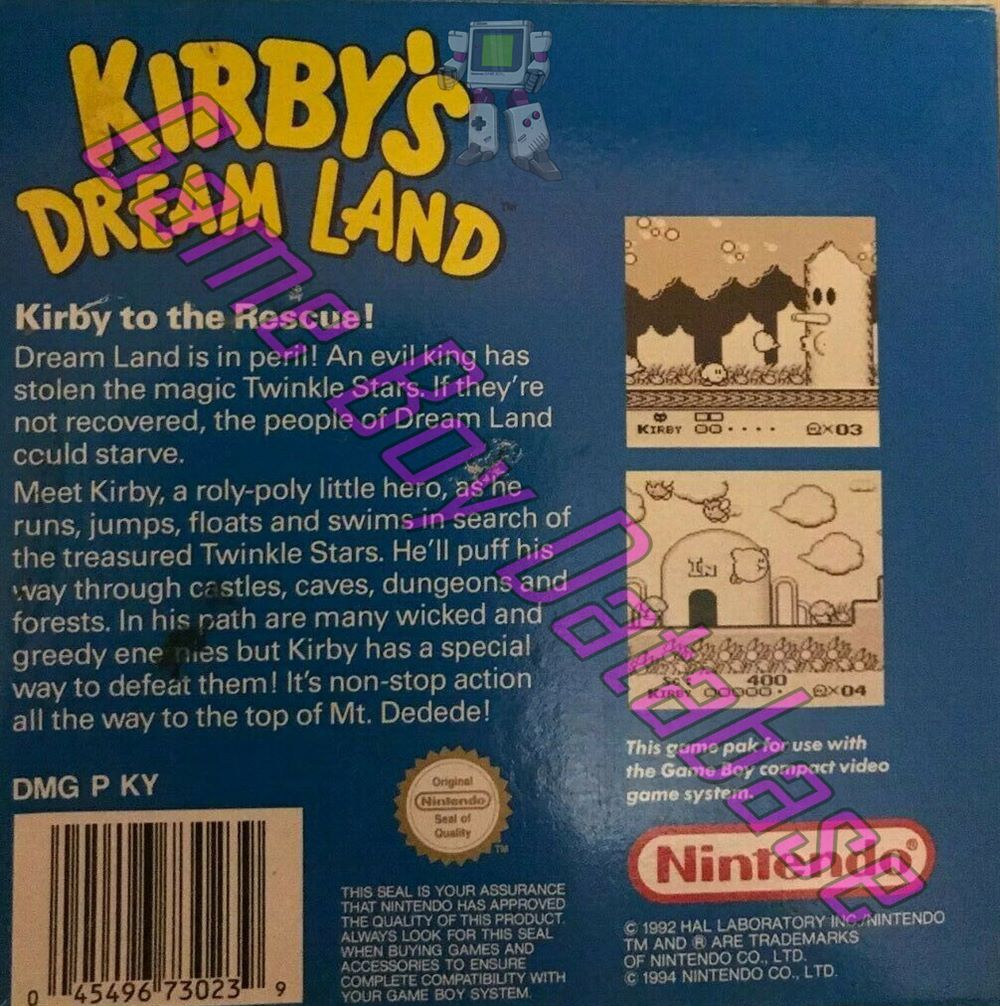 KIRBY'S
DREAM LAND
TM
Kirby to the Rescue!
Dream Land is in peril! An evil king has
stolen the magic Twinkle Stars. If they're
not recovered, the people of Dream Land
could starve.
Meet Kirby, a roly-poly little hero, as he
runs, jumps, floats and swims in search of
the treasured Twinkle Stars. He'll puff his
way through castles, caves, dungeons and
forests. In his path are many wicked and
greedy enemies but Kirby has a special
way to defeat them! It's non-stop action
all the way to the top of Mt. Dedede!
DMG P KY
0 45496 73023 9
Original
Nintendo
Seal of
Quality
TM
THIS SEAL IS YOUR ASSURANCE
THAT NINTENDO HAS APPROVED
THE QUALITY OF THIS PRODUCT.
ALWAYS LOOK FOR THIS SEAL
WHEN BUYING GAMES AND
ACCESSORIES TO ENSURE
COMPLETE COMPATIBILITY WITH
YOUR GAME BOY SYSTEM.
KIRBY ×03
IN
400
KIRBY ×04
This game pak for use with
the Game Boy compact video
game system.
Nintendo®
© 1992 HAL LABORATORY INC./NINTENDO
TM AND ® ARE TRADEMARKS
OF NINTENDO CO., LTD.
© 1994 NINTENDO CO., LTD.
Game Boy Database